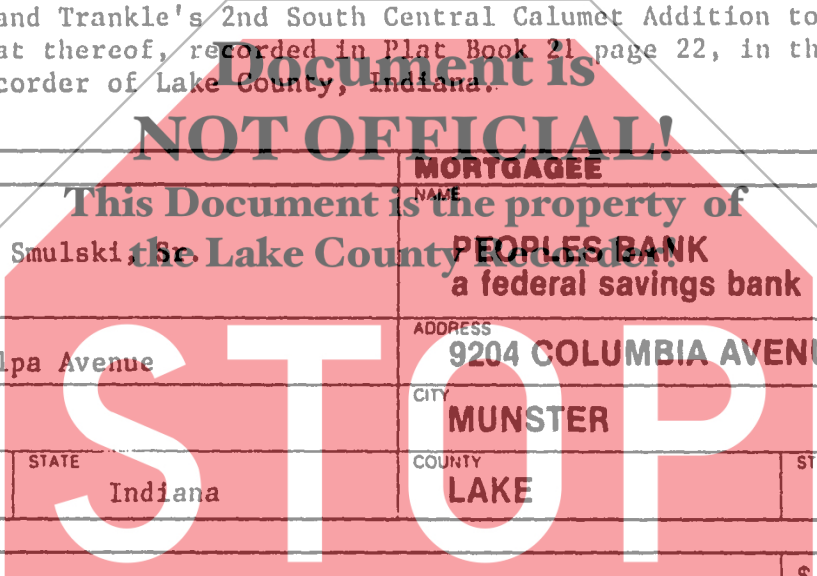 and Trankle's 2nd South Central Calumet Addition to
at thereof, recorded in Plat Book 21 page 22, in th
corder of Lake County, Indiana.
Document is
NOT OFFICIAL!
This Document is the property of
the Lake County Recorder!
MORTGAGEE
NAME
Smulski, Sr.
PEOPLES BANK
a federal savings bank
ADDRESS
lpa Avenue
9204 COLUMBIA AVENU
CITY
MUNSTER
STATE
Indiana
COUNTY
LAKE
ST
STOP
$